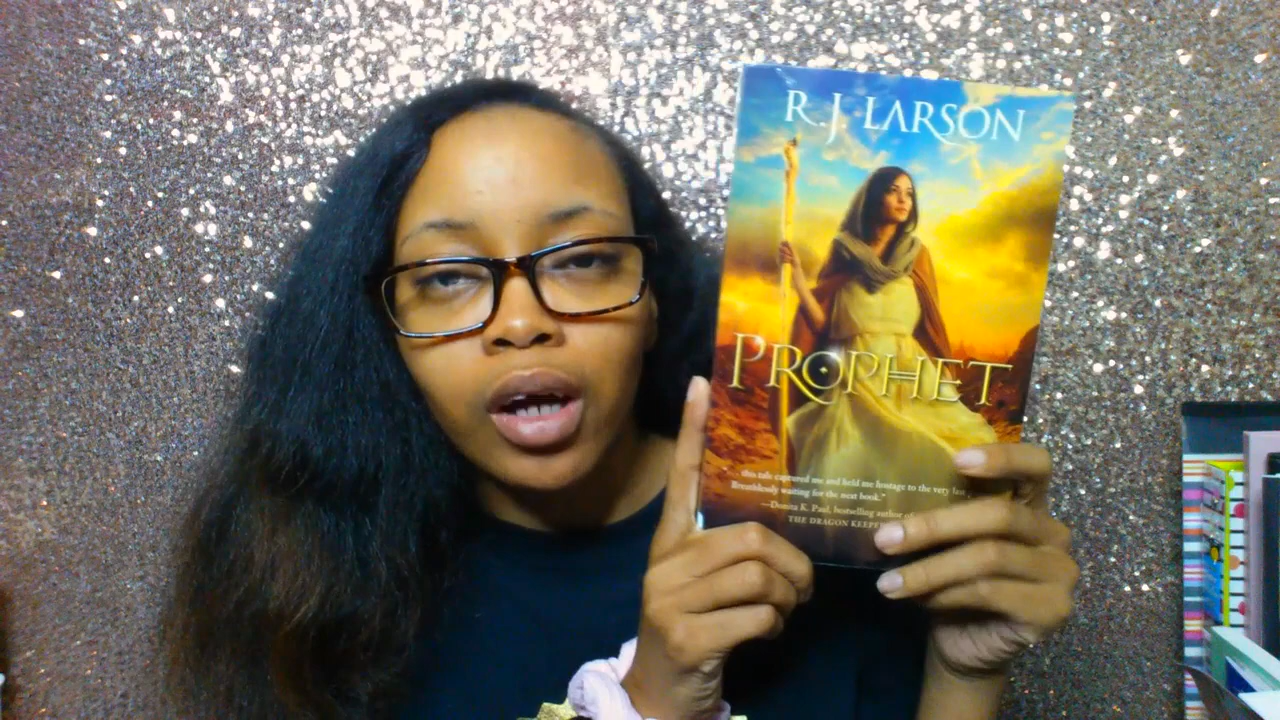 R.J. LARSON
PROPHET
"...this tale captured me and held me hostage to the very last
Breathlessly waiting for the next book."
—Donita K. Paul, bestselling author of
THE DRAGON KEEPER